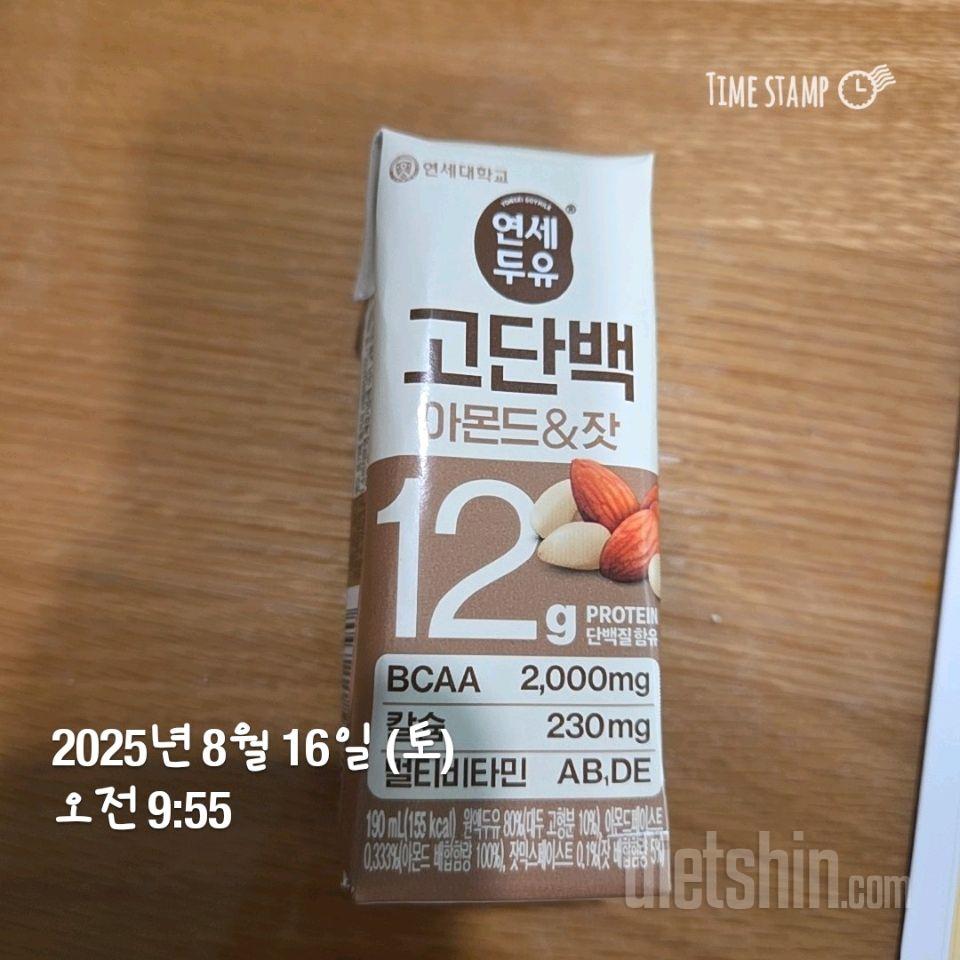 TIME STAMP
연세대학교
YONSEI SOYMILK
연세
두유
고단백
아몬드&잣
12g
PROTEIN
단백질 함유
BCAA 2,000mg
칼슘 230mg
멀티비타민 AB,DE
2025년 8월 16일 (토)
오전 9:55
190 mL(155 kcal) 원액두유 80%(대두 고형분 10%), 아몬드페이스트
0.333%(아몬드 배합함량 100%), 잣믹스페이스트 0.1%(잣 배합함량 5%)
dietshin.com